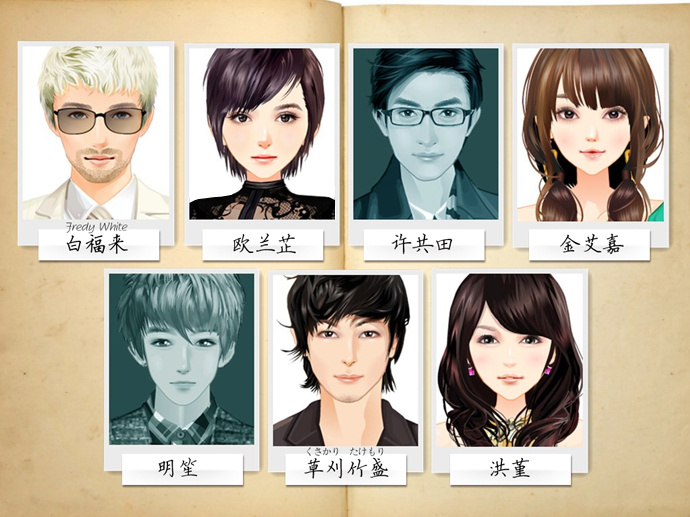 Fredy White
白福来
欧兰芷
许共田
金艾嘉
明笙
くさかり たけもり
草刈竹盛
洪堇